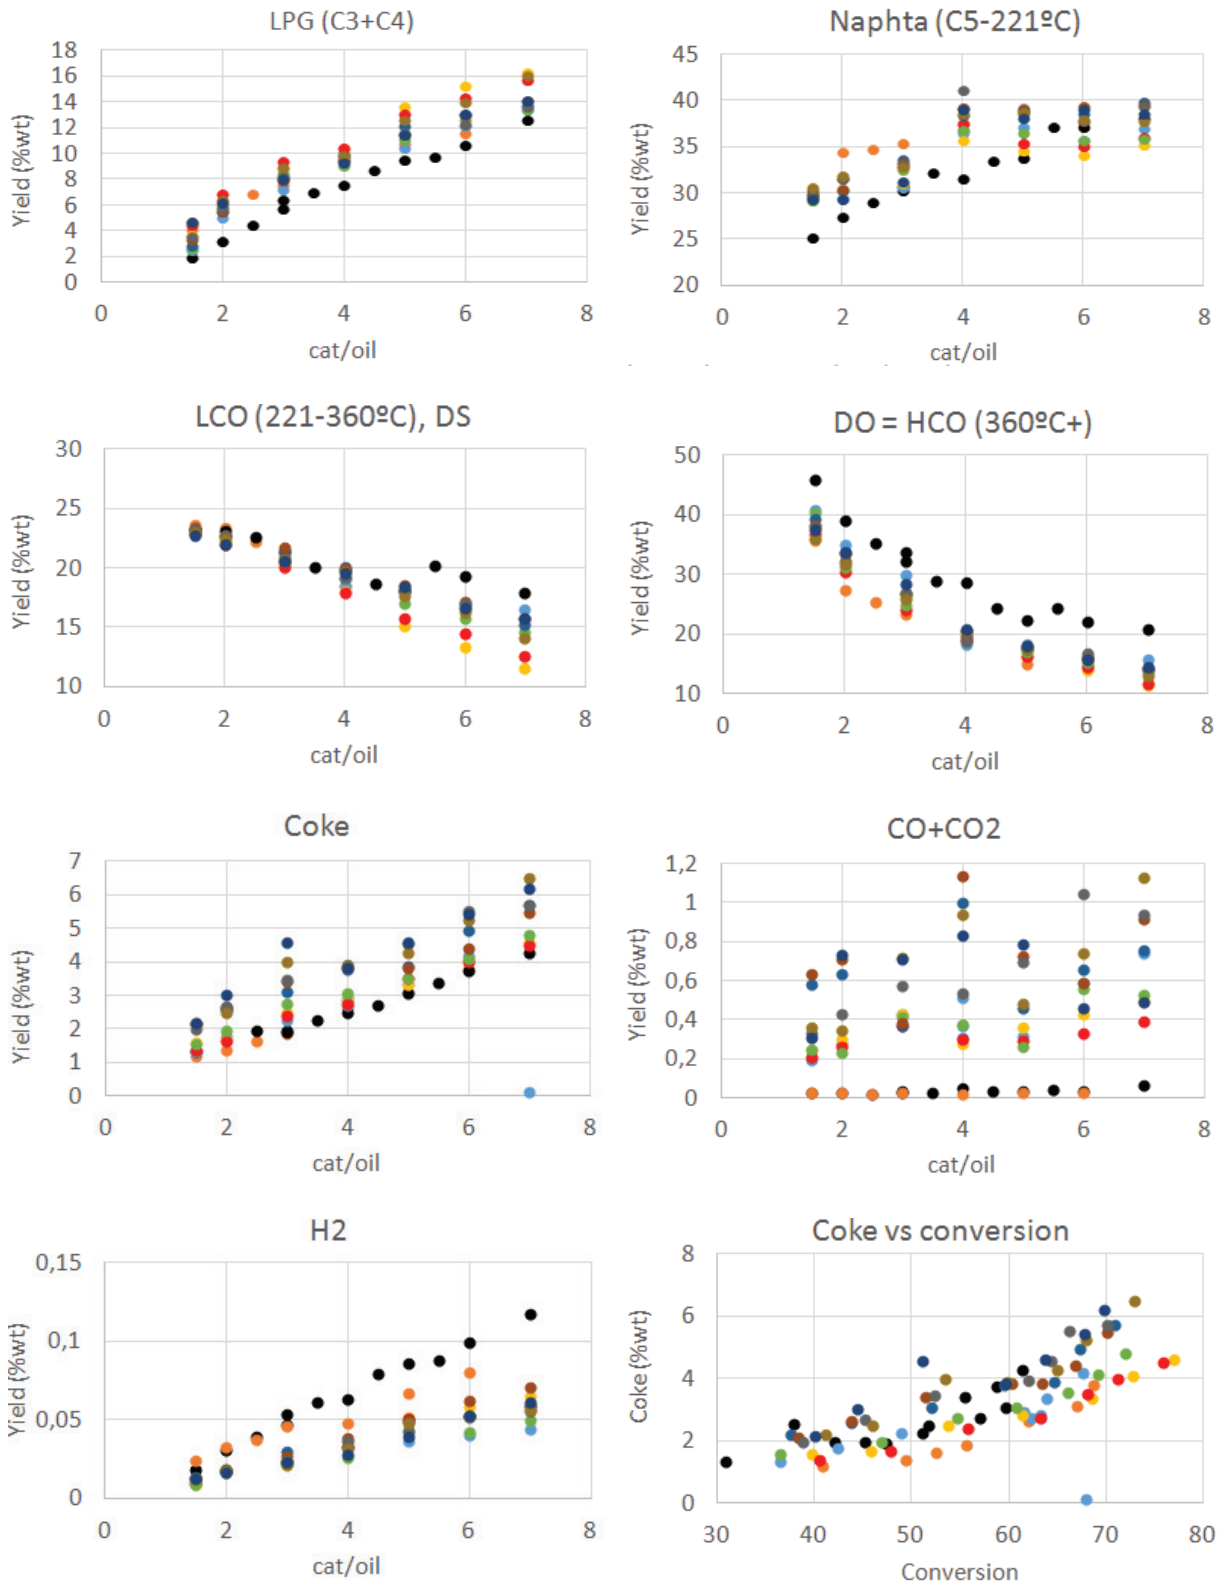 LPG (C3+C4)
18
16
14
12
10
8
6
4
2
0
Yield (%wt)
0 2 4 6 8
cat/oil
Naphta (C5-221ºC)
45
40
35
30
25
20
Yield (%wt)
0 2 4 6 8
cat/oil
LCO (221-360ºC), DS
30
25
20
15
10
Yield (%wt)
0 2 4 6 8
cat/oil
DO = HCO (360ºC+)
50
40
30
20
10
Yield (%wt)
0 2 4 6 8
cat/oil
Coke
7
6
5
4
3
2
1
0
Yield (%wt)
0 2 4 6 8
cat/oil
CO+CO2
1,2
1
0,8
0,6
0,4
0,2
0
Yield (%wt)
0 2 4 6 8
cat/oil
H2
0,15
0,1
0,05
0
Yield (%wt)
0 2 4 6 8
cat/oil
Coke vs conversion
8
6
4
2
0
Coke (%wt)
30 40 50 60 70 80
Conversion